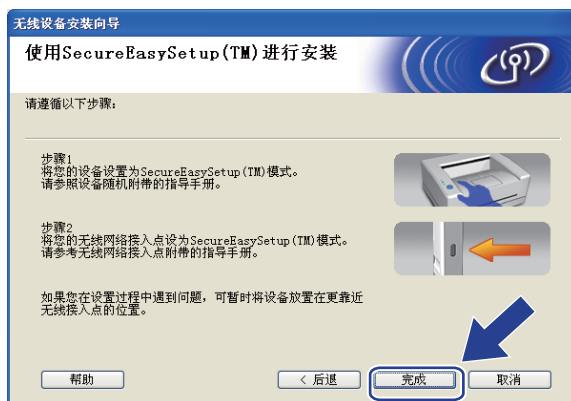 无线设备安装向导
使用SecureEasySetup(TM)进行安装
请遵循以下步骤:
步骤1
将您的设备设置为SecureEasySetup(TM)模式。
请参照设备随机附带的指导手册。
步骤2
将您的无线网络接入点设为SecureEasySetup(TM)模式。
请参考无线网络接入点附带的指导手册。
如果您在设置过程中遇到问题，可暂时将设备放置在更靠近
无线接入点的位置。
帮助
< 后退
完成
取消